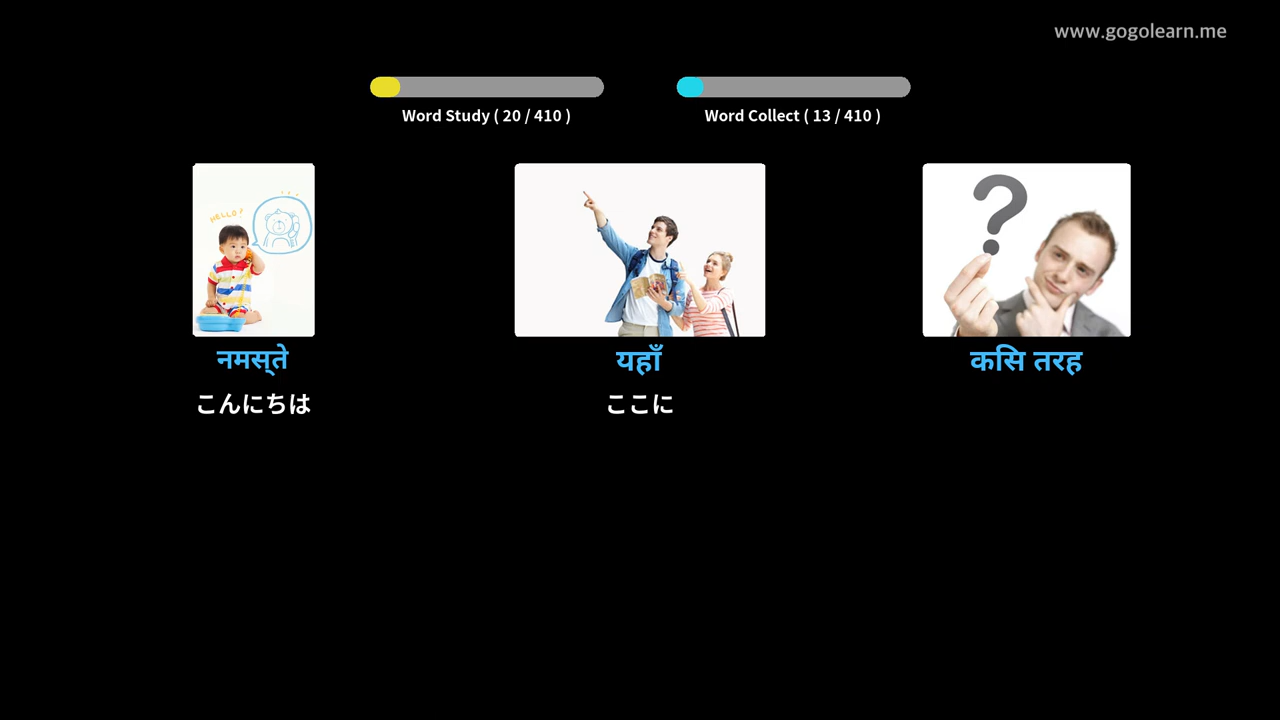 www.gogolearn.me
Word Study ( 20 / 410 )
Word Collect ( 13 / 410 )
HELLO?
नमस्‌ते
यहाँ
कसि तरह
こんにちは
ここに